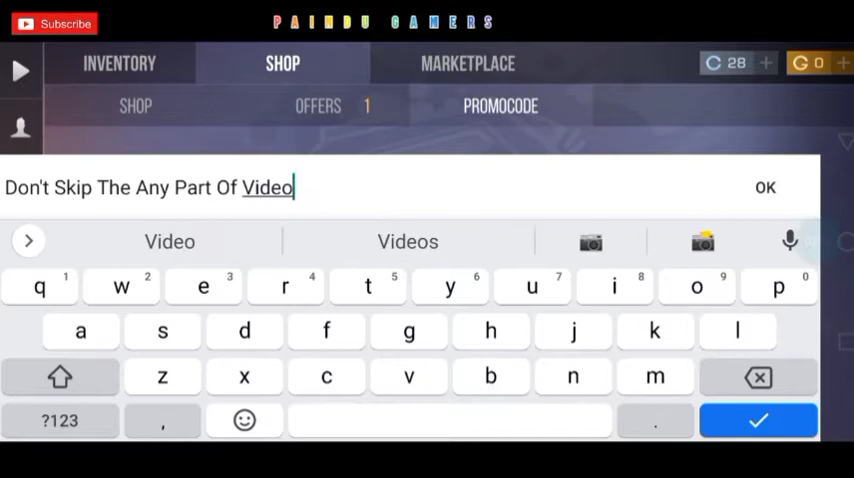 Subscribe
PAINDU GAMERS
INVENTORY SHOP MARKETPLACE C 28 + G 0 +
SHOP OFFERS 1 PROMOCODE
Don't Skip The Any Part Of Video OK
Video Videos
q 1 w 2 e 3 r 4 t 5 y 6 u 7 i 8 o 9 p 0
a s d f g h j k l
z x c v b n m
?123 , .